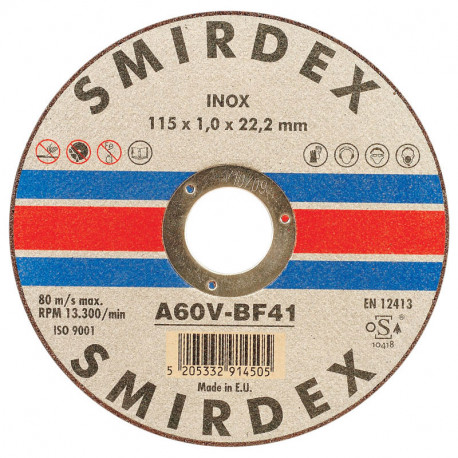 SMIRDEX
INOX
115 x 1,0 x 22,2 mm
80 m/s max.
RPM 13.300/min
ISO 9001
A60V-BF41
EN 12413
oSa
®
10418
5 205332 914505
Made in E.U.
SMIRDEX